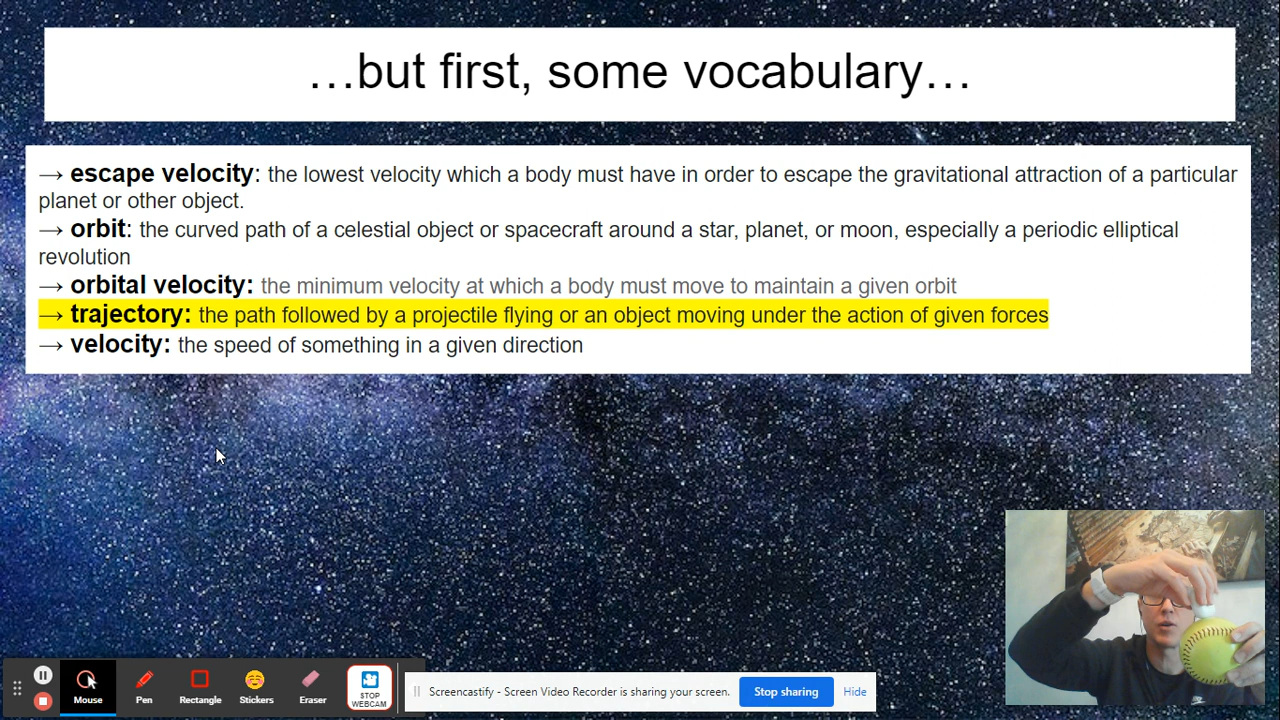 …but first, some vocabulary…
→ escape velocity: the lowest velocity which a body must have in order to escape the gravitational attraction of a particular
planet or other object.
→ orbit: the curved path of a celestial object or spacecraft around a star, planet, or moon, especially a periodic elliptical
revolution
→ orbital velocity: the minimum velocity at which a body must move to maintain a given orbit
→ trajectory: the path followed by a projectile flying or an object moving under the action of given forces
→ velocity: the speed of something in a given direction
Mouse
Pen
Rectangle
Stickers
Eraser
STOP
WEBCAM
Screencastify - Screen Video Recorder is sharing your screen.
Stop sharing
Hide